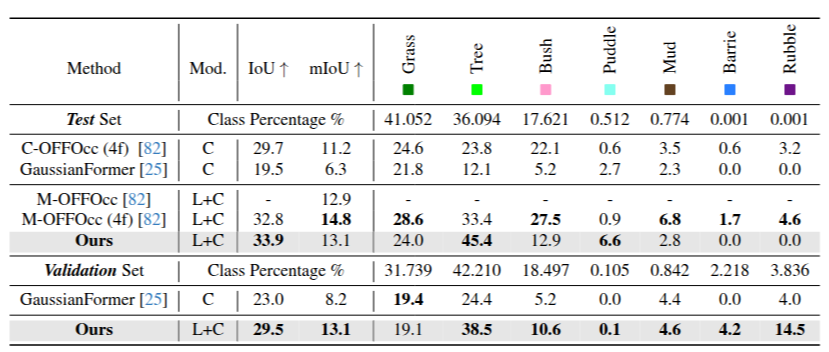 Method Mod. IoU ↑ mIoU ↑ Grass Tree Bush Puddle Mud Barrie Rubble
Test Set Class Percentage % 41.052 36.094 17.621 0.512 0.774 0.001 0.001
C-OFFOcc (4f) [82] C 29.7 11.2 24.6 23.8 22.1 0.6 3.5 0.6 3.2
GaussianFormer [25] C 19.5 6.3 21.8 12.1 5.2 2.7 2.3 0.0 0.0
M-OFFOcc [82] L+C - 12.9 - - - - - - -
M-OFFOcc (4f) [82] L+C 32.8 14.8 28.6 33.4 27.5 0.9 6.8 1.7 4.6
Ours L+C 33.9 13.1 24.0 45.4 12.9 6.6 2.8 0.0 0.0
Validation Set Class Percentage % 31.739 42.210 18.497 0.105 0.842 2.218 3.836
GaussianFormer [25] C 23.0 8.2 19.4 24.4 5.2 0.0 4.4 0.0 4.0
Ours L+C 29.5 13.1 19.1 38.5 10.6 0.1 4.6 4.2 14.5